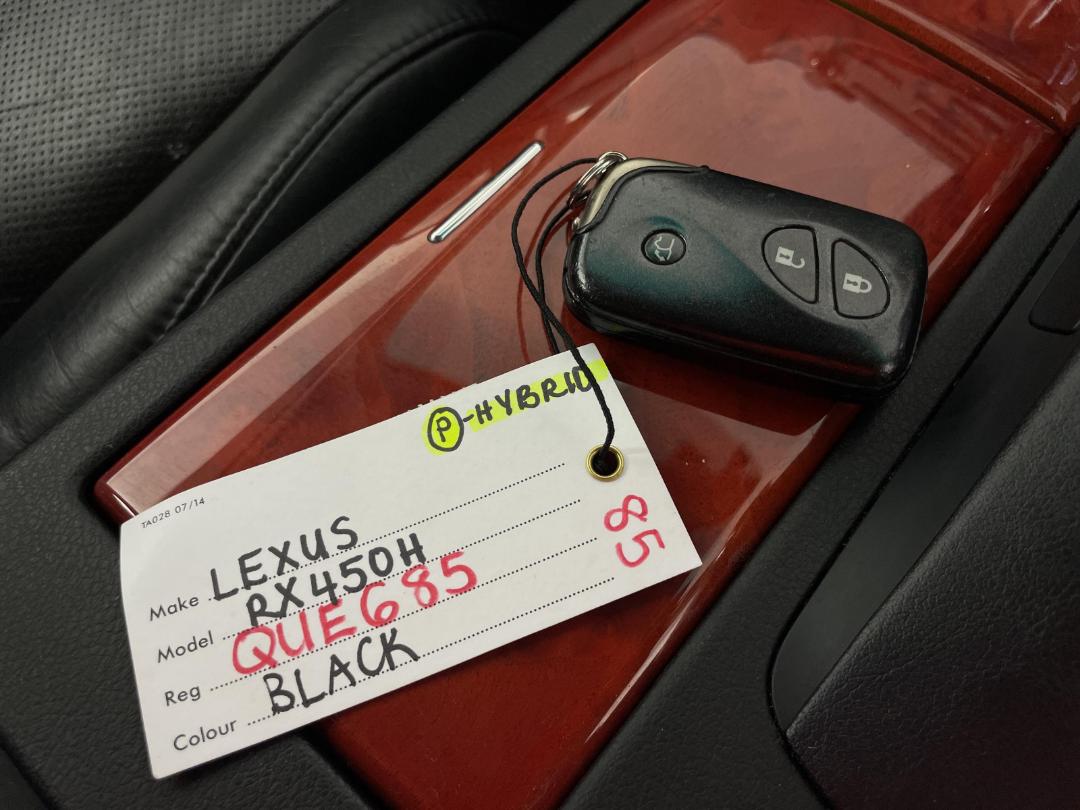 Ⓟ-HYBRID
TA028 07/14
85
Make LEXUS
Model RX450H
Reg QUE685
Colour BLACK